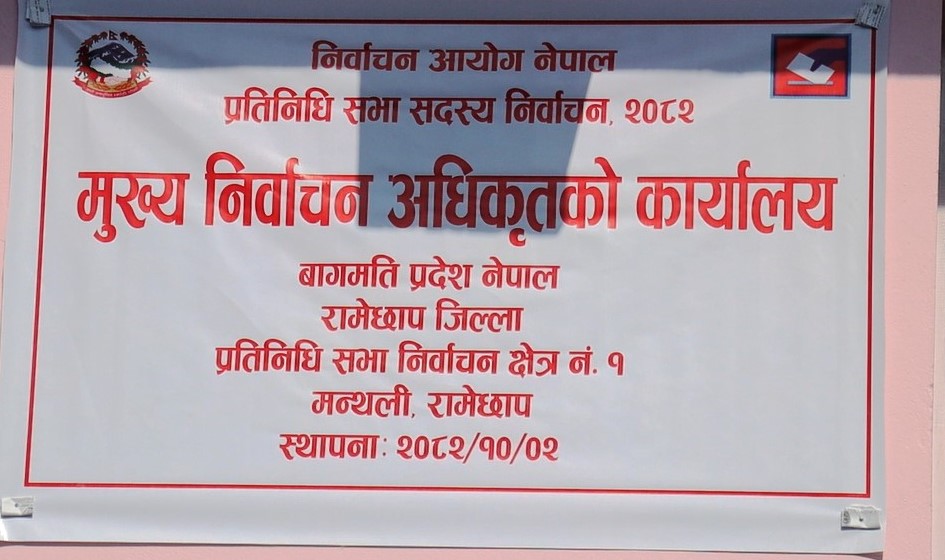 निर्वाचन आयोग नेपाल
प्रतिनिधि सभा सदस्य निर्वाचन, २०८२
मुख्य निर्वाचन अधिकृतको कार्यालय
बागमति प्रदेश नेपाल
रामेछाप जिल्ला
प्रतिनिधि सभा निर्वाचन क्षेत्र नं. १
मन्थली, रामेछाप
स्थापना: २०८२/१०/०२